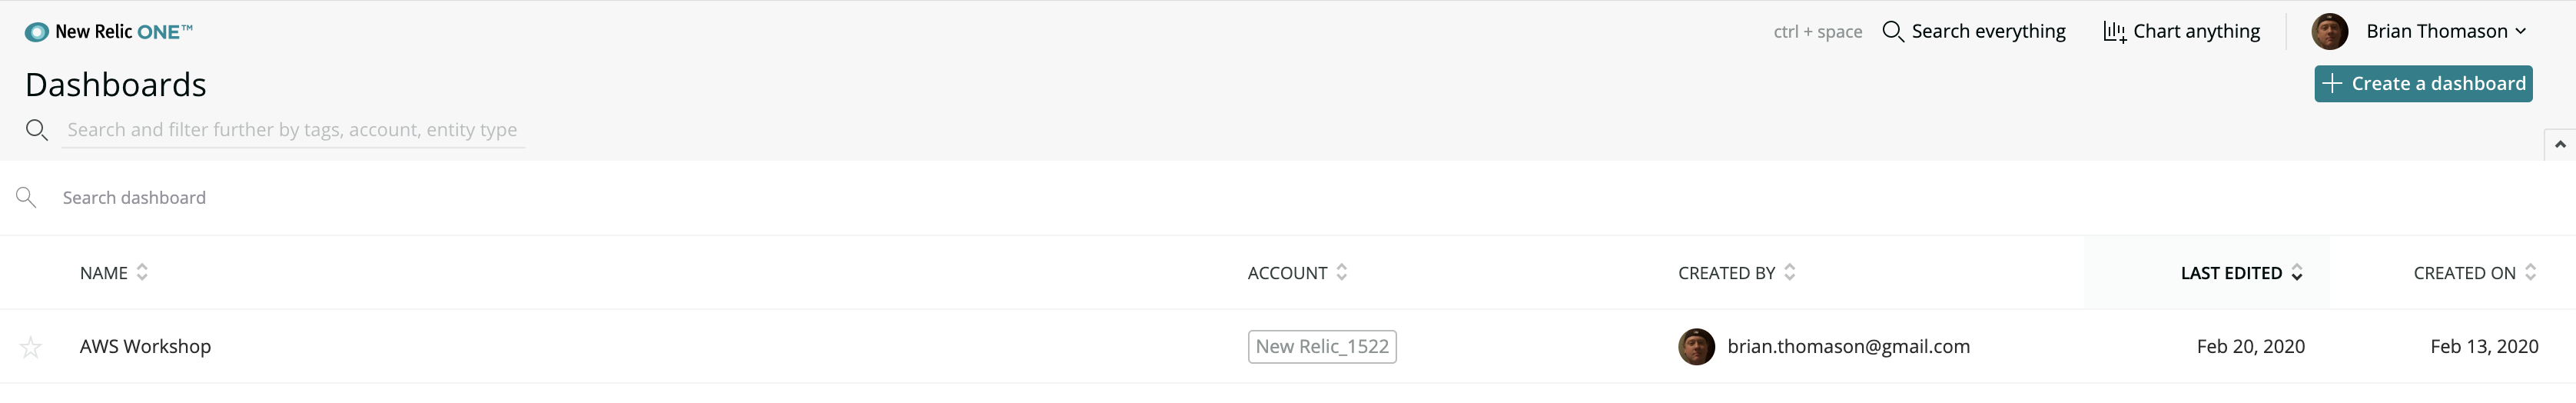 New Relic ONE™
ctrl + space Search everything Chart anything Brian Thomason
Dashboards
Create a dashboard
Search and filter further by tags, account, entity type
Search dashboard
NAME ACCOUNT CREATED BY LAST EDITED CREATED ON
AWS Workshop New Relic_1522 brian.thomason@gmail.com Feb 20, 2020 Feb 13, 2020